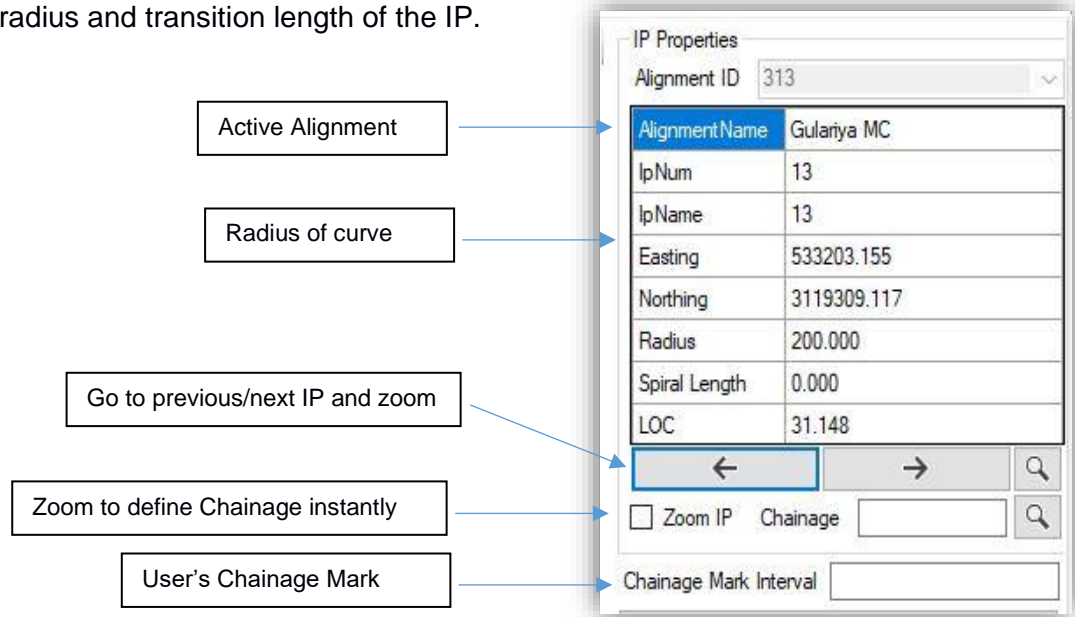 radius and transition length of the IP.
IP Properties
Alignment ID 313
Active Alignment
AlignmentName Gulariya MC
IpNum 13
IpName 13
Radius of curve
Easting 533203.155
Northing 3119309.117
Radius 200.000
Spiral Length 0.000
Go to previous/next IP and zoom
LOC 31.148
← →
Zoom to define Chainage instantly
Zoom IP Chainage
User’s Chainage Mark
Chainage Mark Interval